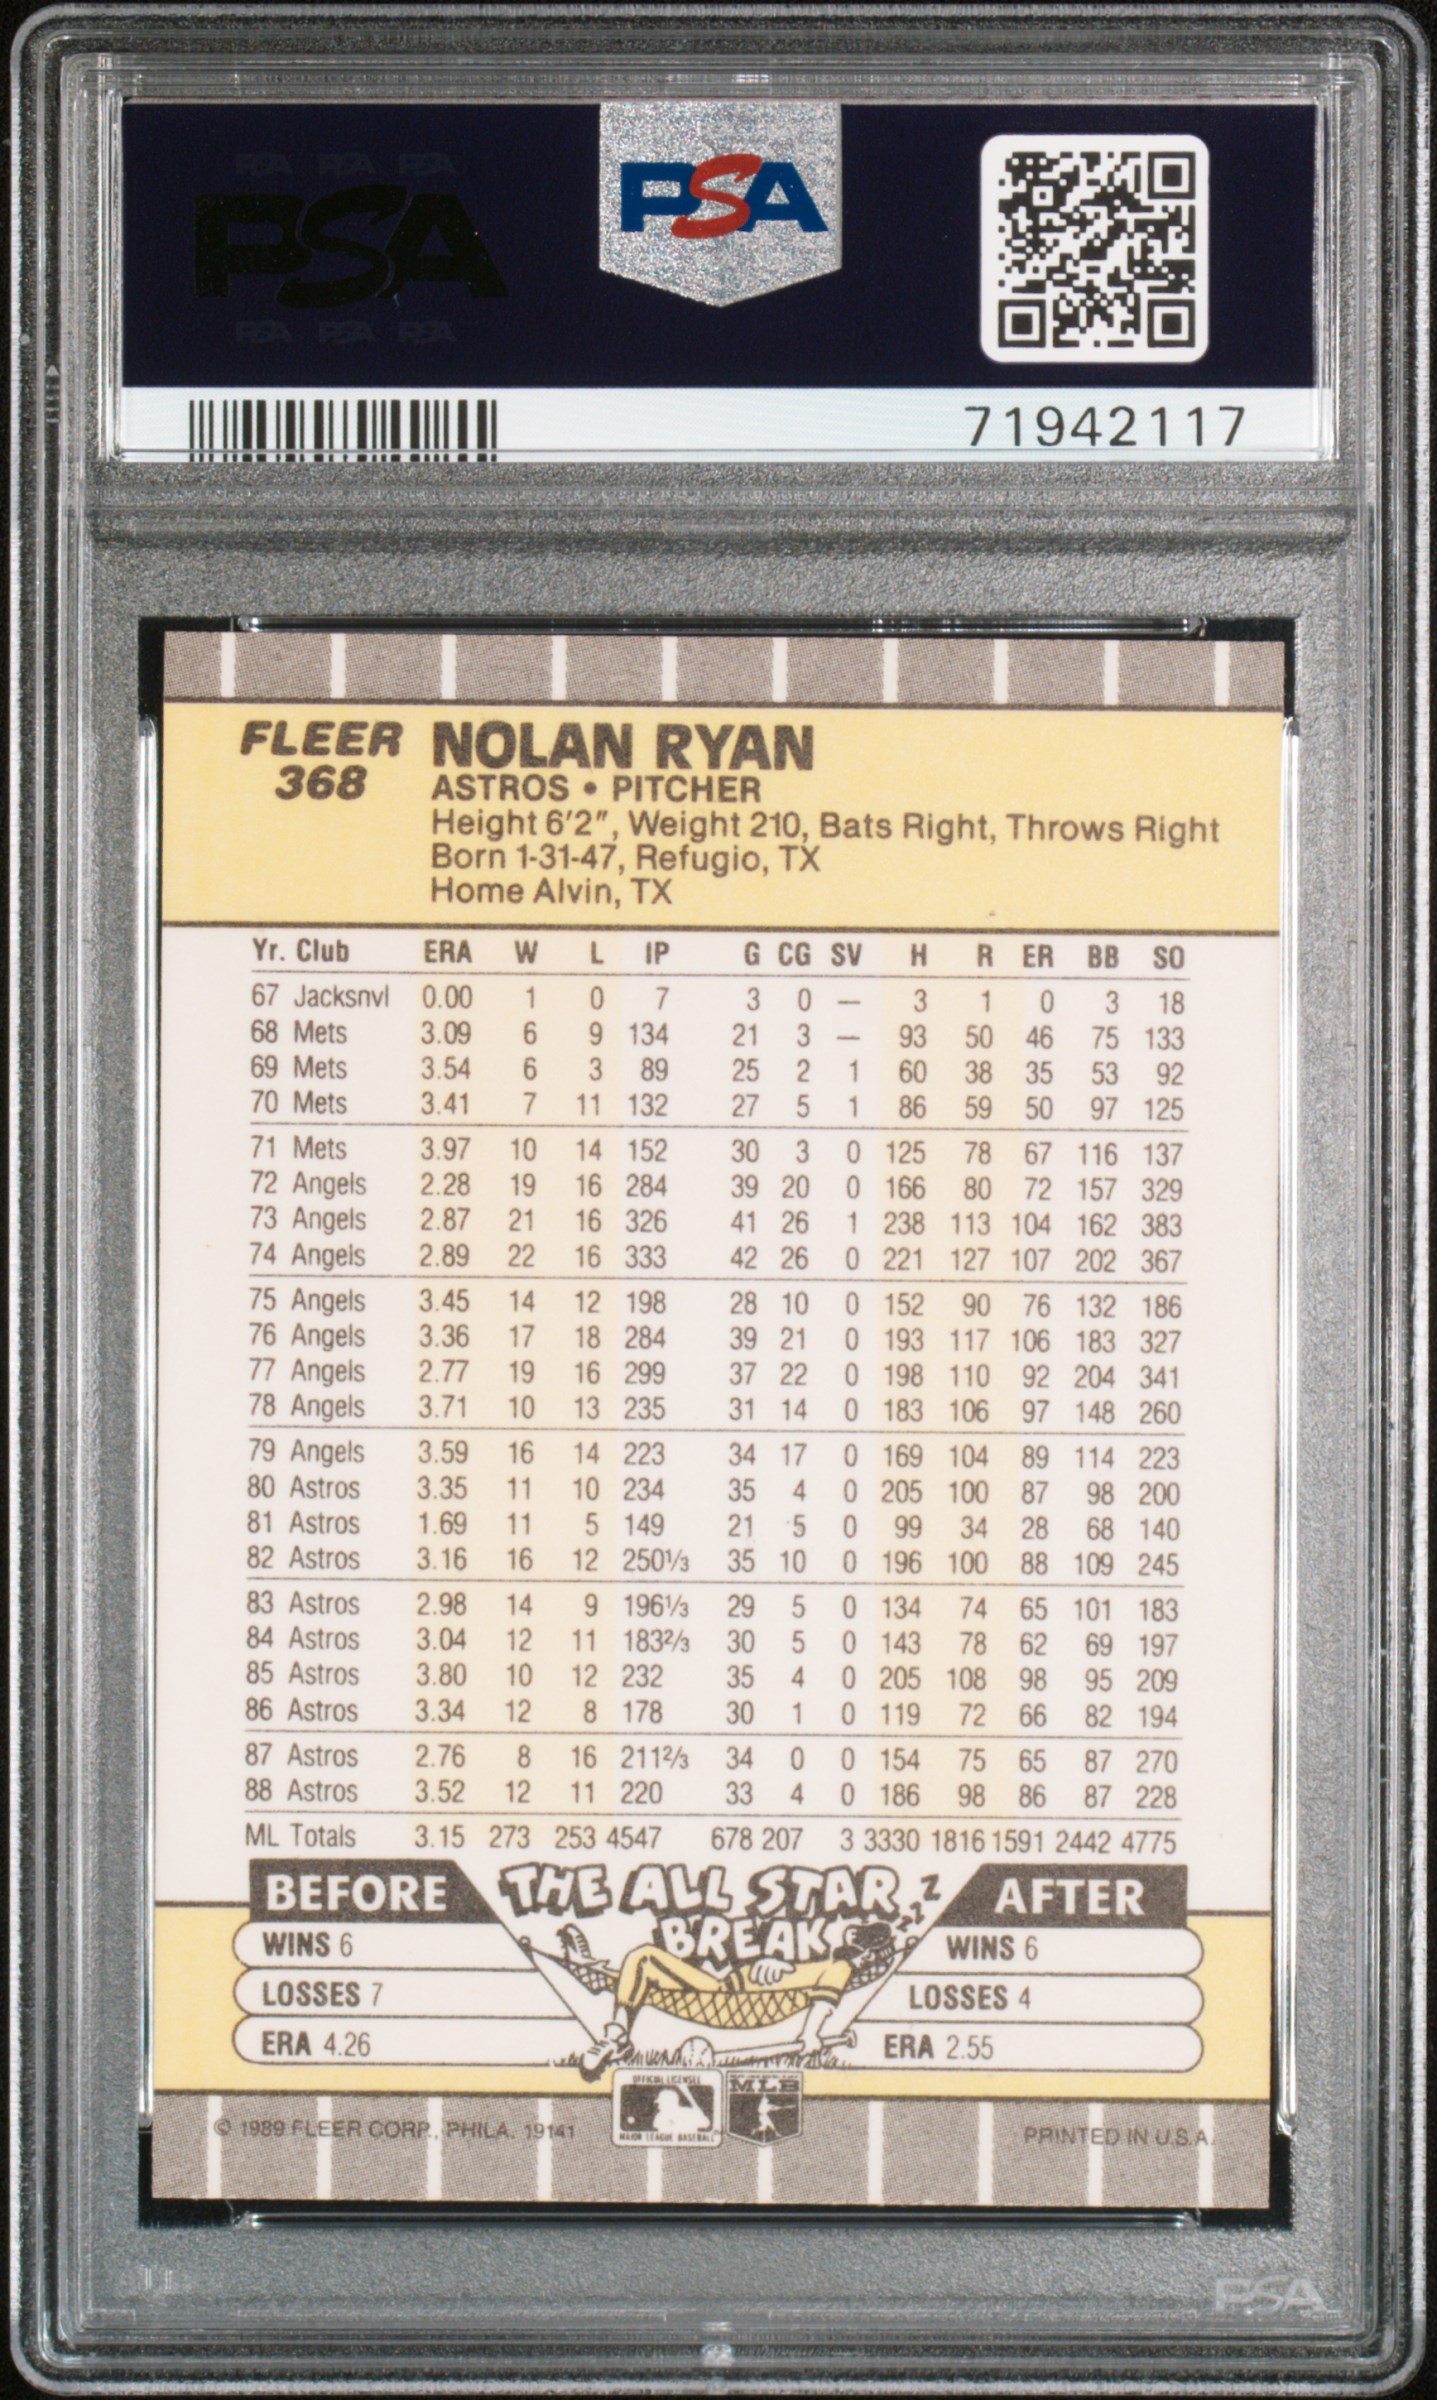 PSA PSA PSA
PSA
PSA PSA PSA
PSA
71942117
FLEER
368
NOLAN RYAN
ASTROS • PITCHER
Height 6'2", Weight 210, Bats Right, Throws Right
Born 1-31-47, Refugio, TX
Home Alvin, TX
Yr. Club ERA W L IP G CG SV H R ER BB SO
67 Jacksnvl 0.00 1 0 7 3 0 — 3 1 0 3 18
68 Mets 3.09 6 9 134 21 3 — 93 50 46 75 133
69 Mets 3.54 6 3 89 25 2 1 60 38 35 53 92
70 Mets 3.41 7 11 132 27 5 1 86 59 50 97 125
71 Mets 3.97 10 14 152 30 3 0 125 78 67 116 137
72 Angels 2.28 19 16 284 39 20 0 166 80 72 157 329
73 Angels 2.87 21 16 326 41 26 1 238 113 104 162 383
74 Angels 2.89 22 16 333 42 26 0 221 127 107 202 367
75 Angels 3.45 14 12 198 28 10 0 152 90 76 132 186
76 Angels 3.36 17 18 284 39 21 0 193 117 106 183 327
77 Angels 2.77 19 16 299 37 22 0 198 110 92 204 341
78 Angels 3.71 10 13 235 31 14 0 183 106 97 148 260
79 Angels 3.59 16 14 223 34 17 0 169 104 89 114 223
80 Astros 3.35 11 10 234 35 4 0 205 100 87 98 200
81 Astros 1.69 11 5 149 21 5 0 99 34 28 68 140
82 Astros 3.16 16 12 250⅓ 35 10 0 196 100 88 109 245
83 Astros 2.98 14 9 196⅓ 29 5 0 134 74 65 101 183
84 Astros 3.04 12 11 183⅔ 30 5 0 143 78 62 69 197
85 Astros 3.80 10 12 232 35 4 0 205 108 98 95 209
86 Astros 3.34 12 8 178 30 1 0 119 72 66 82 194
87 Astros 2.76 8 16 211⅔ 34 0 0 154 75 65 87 270
88 Astros 3.52 12 11 220 33 4 0 186 98 86 87 228
ML Totals 3.15 273 253 4547 678 207 3 3330 1816 1591 2442 4775
BEFORE THE ALL STAR BREAK ZZZZ AFTER
WINS 6 WINS 6
LOSSES 7 LOSSES 4
ERA 4.26 ERA 2.55
OFFICIAL LICENSEE
MAJOR LEAGUE BASEBALL
MLB
© 1989 FLEER CORP., PHILA. 19141 PRINTED IN U.S.A.
PSA